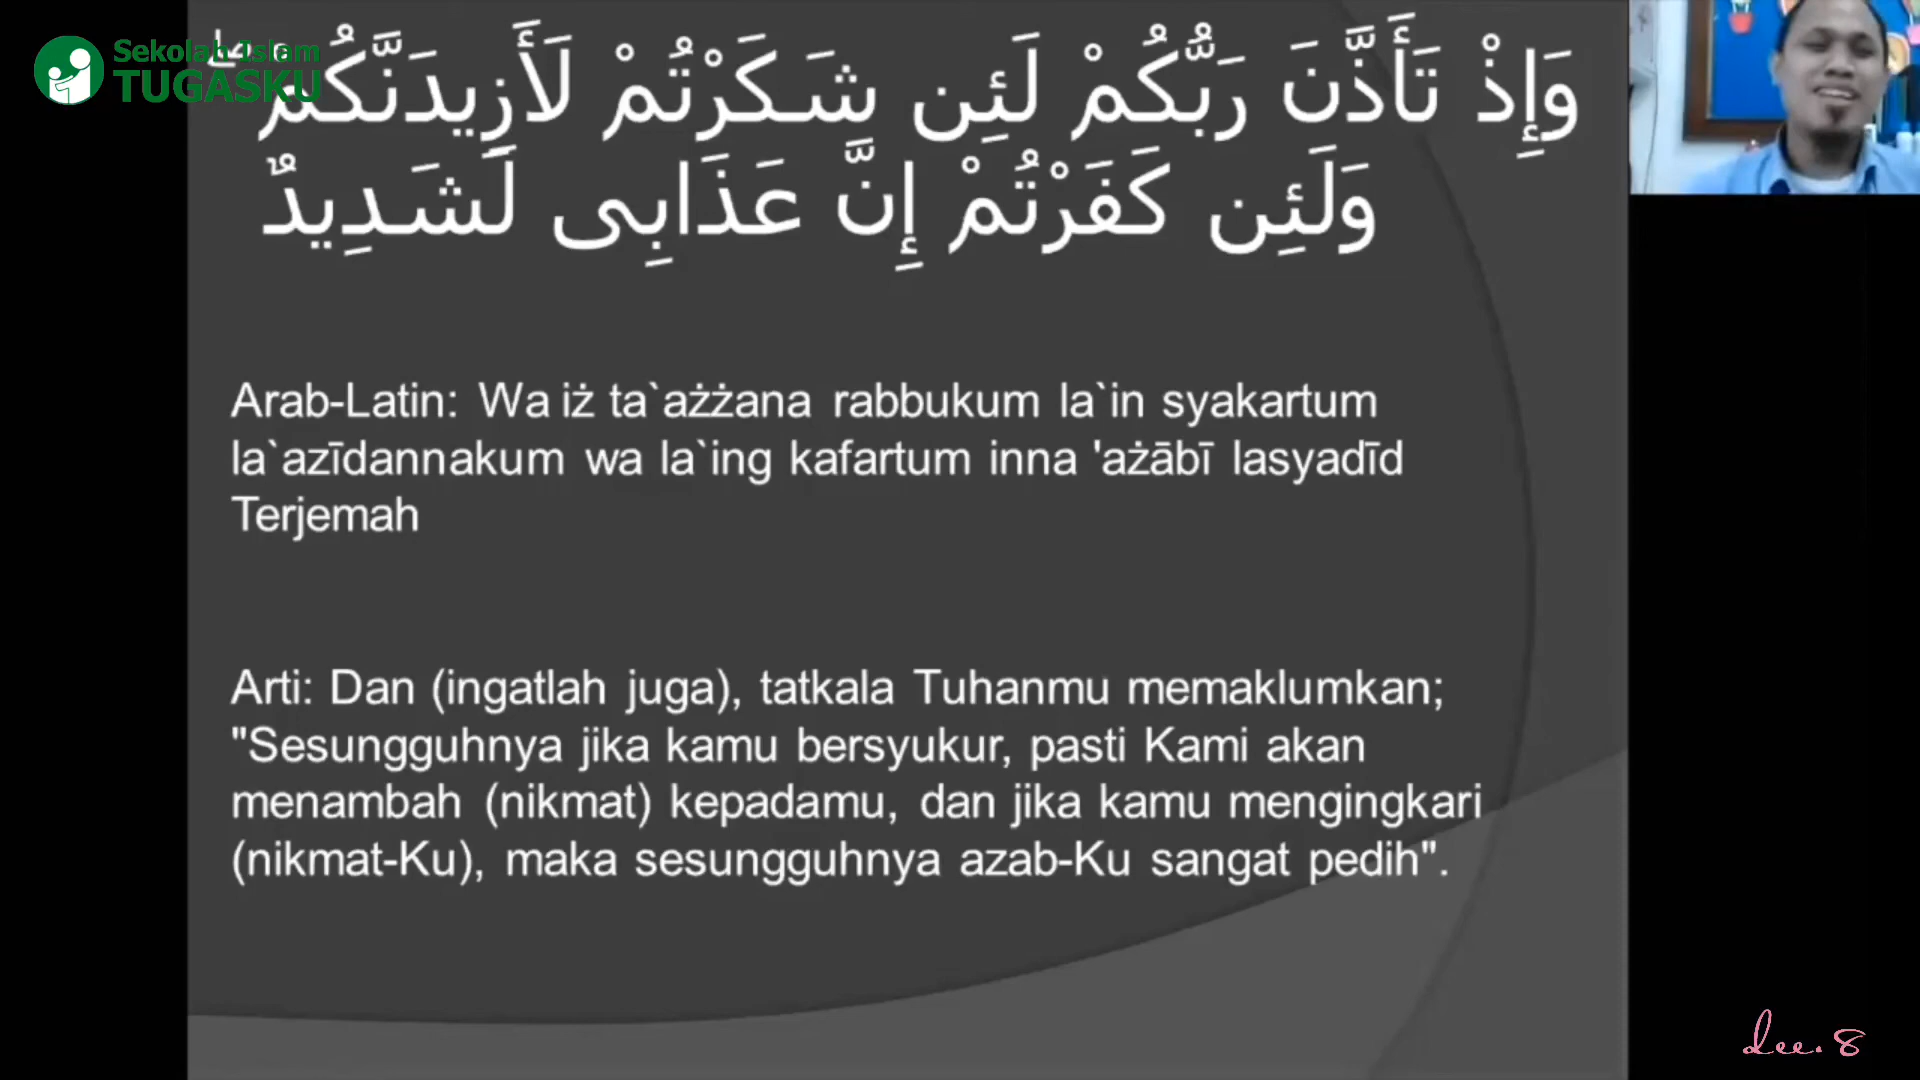 Sekolah Islam
TUGASKU
وَإِذْ تَأَذَّنَ رَبُّكُمْ لَئِن شَكَرْتُمْ لَأَزِيدَنَّكُمْ ۖ
وَلَئِن كَفَرْتُمْ إِنَّ عَذَابِى لَشَدِيدٌ
Arab-Latin: Wa iż ta`ażżana rabbukum la`in syakartum
la`azīdannakum wa la`ing kafartum inna 'ażābī lasyadīd
Terjemah
Arti: Dan (ingatlah juga), tatkala Tuhanmu memaklumkan;
"Sesungguhnya jika kamu bersyukur, pasti Kami akan
menambah (nikmat) kepadamu, dan jika kamu mengingkari
(nikmat-Ku), maka sesungguhnya azab-Ku sangat pedih".
dee.8